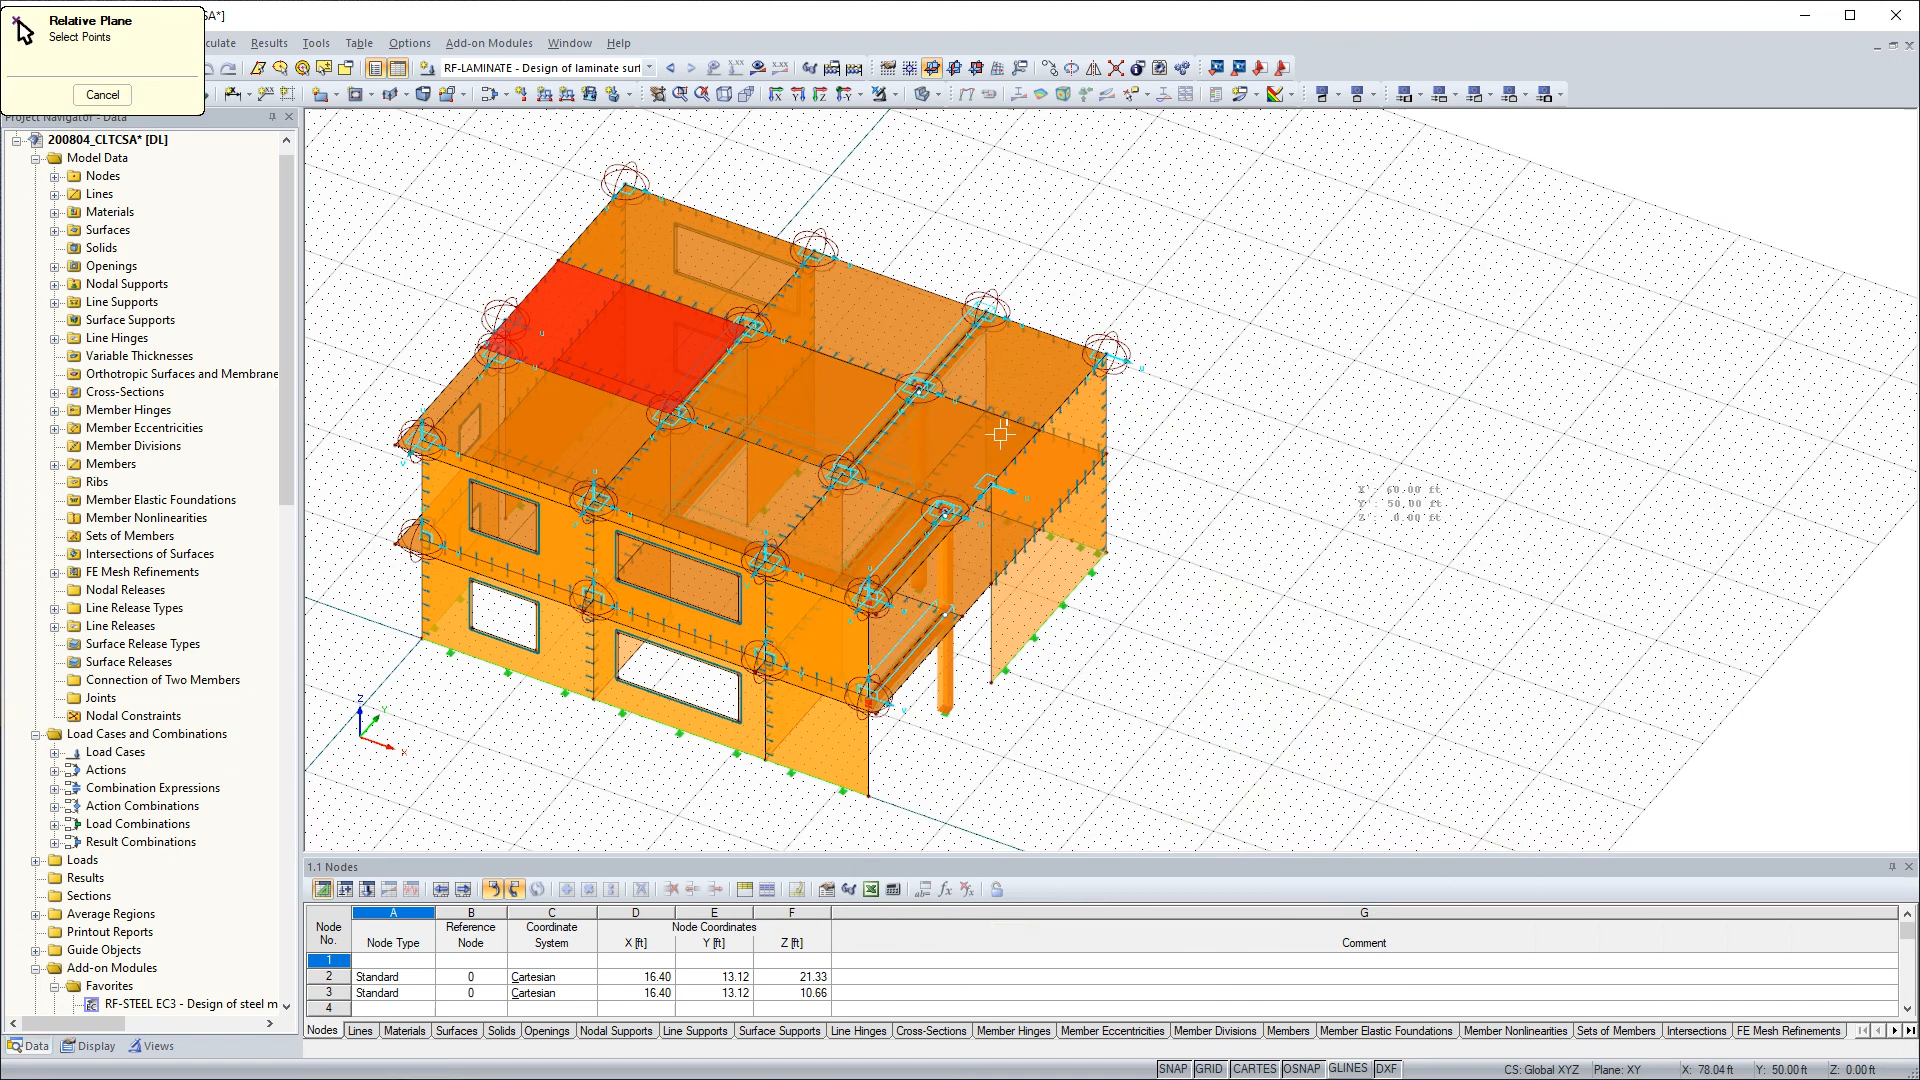 Relative Plane
Select Points
Cancel
SA*]
culate Results Tools Table Options Add-on Modules Window Help
RF-LAMINATE - Design of laminate surf
Project Navigator - Data
200804_CLTCSA* [DL]
Model Data
Nodes
Lines
Materials
Surfaces
Solids
Openings
Nodal Supports
Line Supports
Surface Supports
Line Hinges
Variable Thicknesses
Orthotropic Surfaces and Membrane
Cross-Sections
Member Hinges
Member Eccentricities
Member Divisions
Members
Ribs
Member Elastic Foundations
Member Nonlinearities
Sets of Members
Intersections of Surfaces
FE Mesh Refinements
Nodal Releases
Line Release Types
Line Releases
Surface Release Types
Surface Releases
Connection of Two Members
Joints
Nodal Constraints
Load Cases and Combinations
Load Cases
Actions
Combination Expressions
Action Combinations
Load Combinations
Result Combinations
Loads
Results
Sections
Average Regions
Printout Reports
Guide Objects
Add-on Modules
Favorites
RF-STEEL EC3 - Design of steel m
Data Display Views
X : 60.00 ft
Y : 50.00 ft
Z : 0.00 ft
Z
Y
X
1.1 Nodes
A B C D E F G
Node Reference Coordinate Node Coordinates
No. Node Type Node System X [ft] Y [ft] Z [ft] Comment
1
2 Standard 0 Cartesian 16.40 13.12 21.33
3 Standard 0 Cartesian 16.40 13.12 10.66
4
Nodes Lines Materials Surfaces Solids Openings Nodal Supports Line Supports Surface Supports Line Hinges Cross-Sections Member Hinges Member Eccentricities Member Divisions Members Member Elastic Foundations Member Nonlinearities Sets of Members Intersections FE Mesh Refinements
SNAP GRID CARTES OSNAP GLINES DXF CS: Global XYZ Plane: XY X: 78.04 ft Y: 50.00 ft Z: 0.00 ft